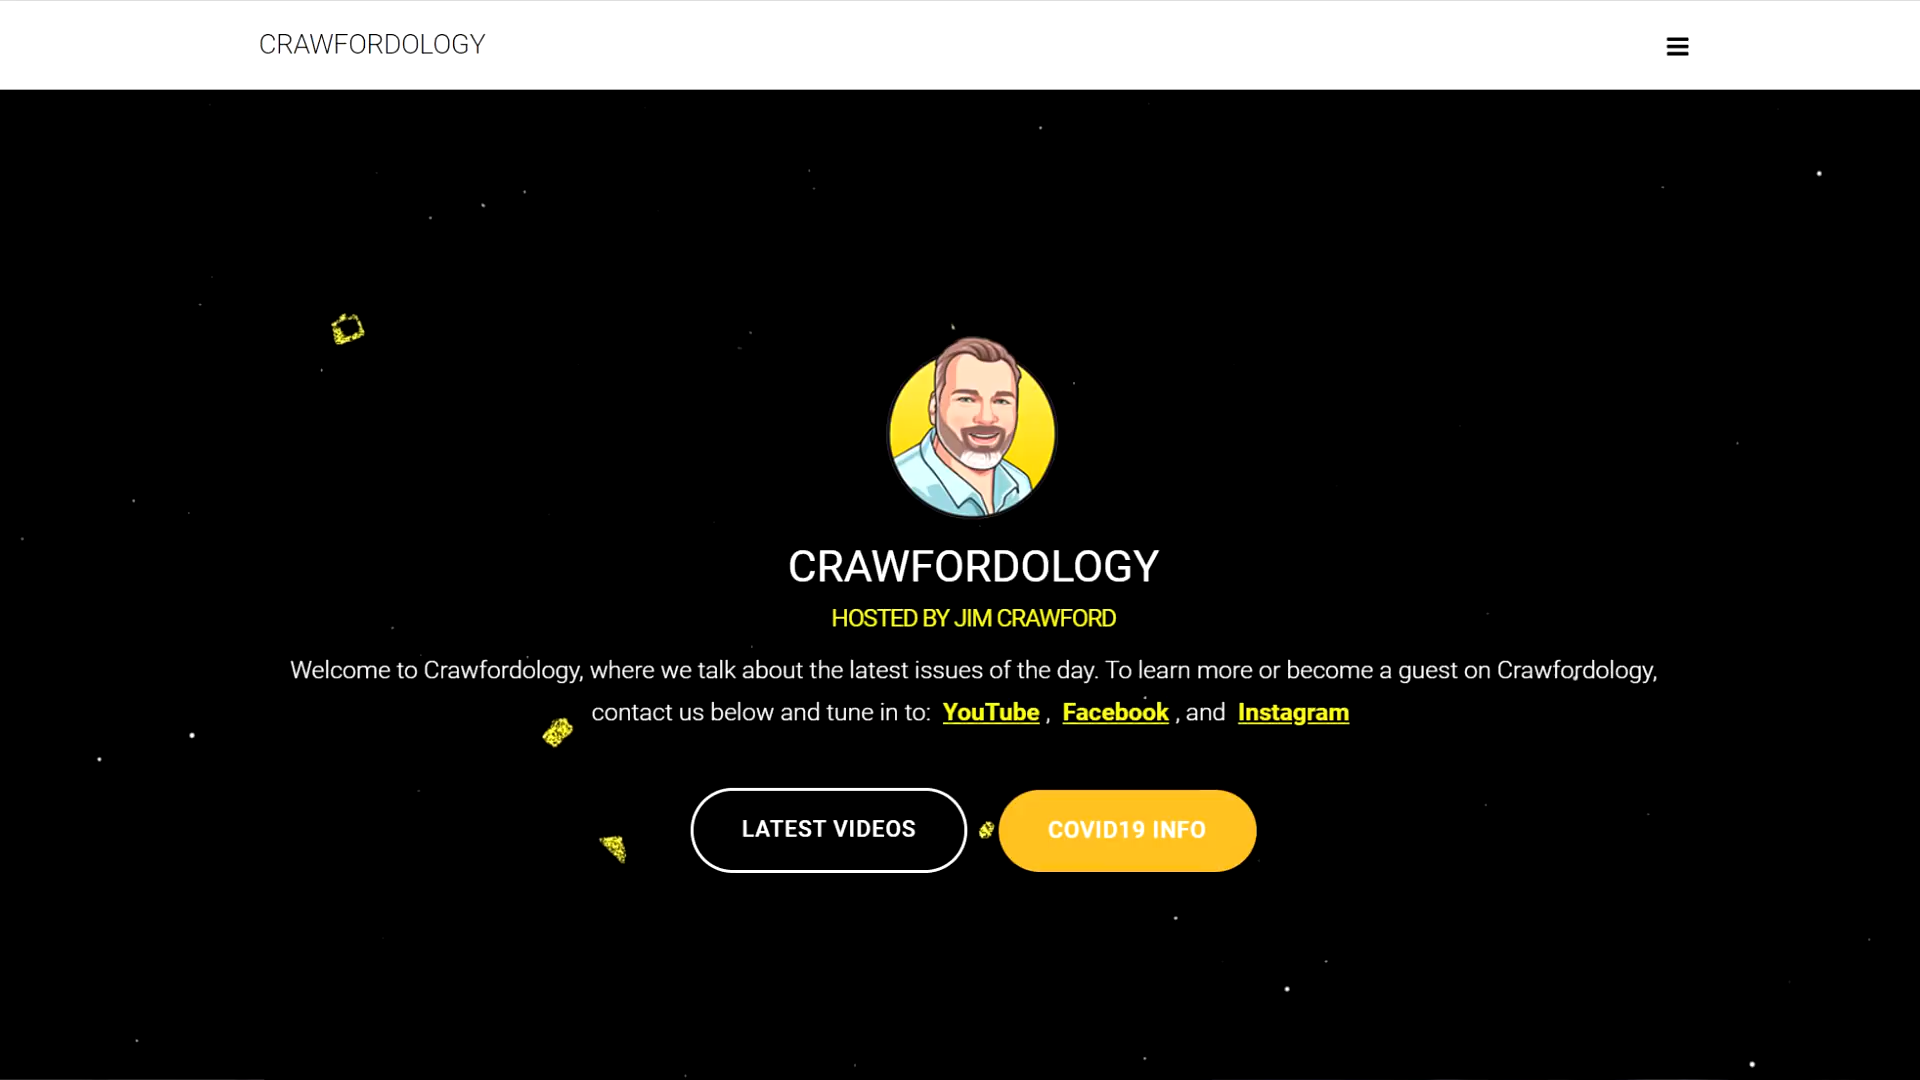 CRAWFORDOLOGY
CRAWFORDOLOGY
HOSTED BY JIM CRAWFORD
Welcome to Crawfordology, where we talk about the latest issues of the day. To learn more or become a guest on Crawfordology,
contact us below and tune in to: YouTube , Facebook , and Instagram
LATEST VIDEOS
COVID19 INFO